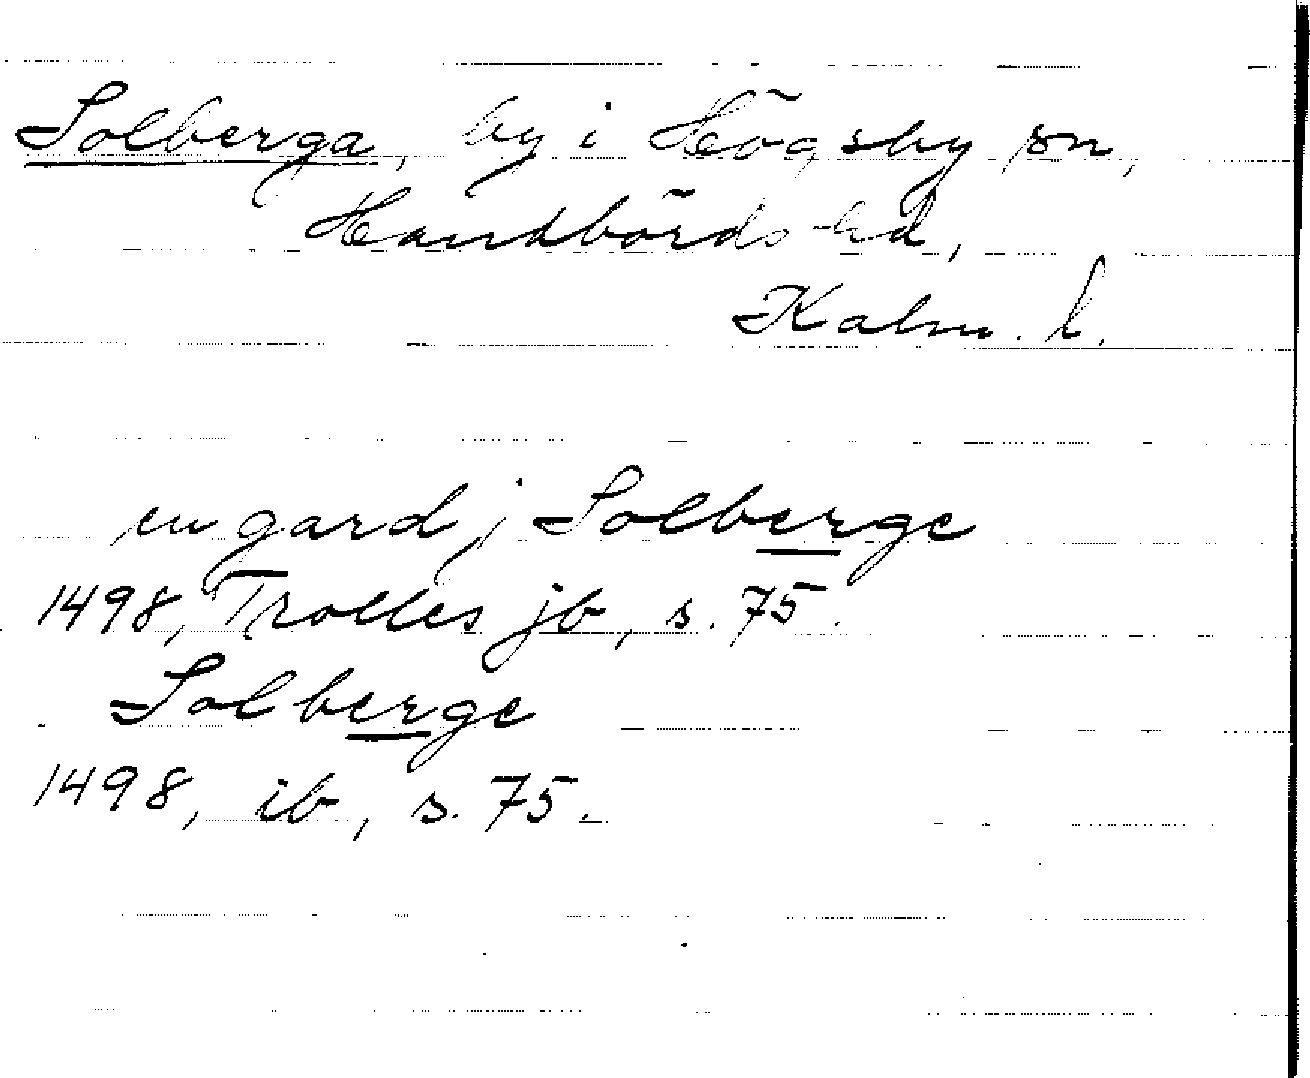 Solberga, by i Högsby sn,
Handbörds hd,
Kalm. l.
en gard j Solberge
1498, Trolles jb, s. 75.
Solberge
1498, ib, s. 75.